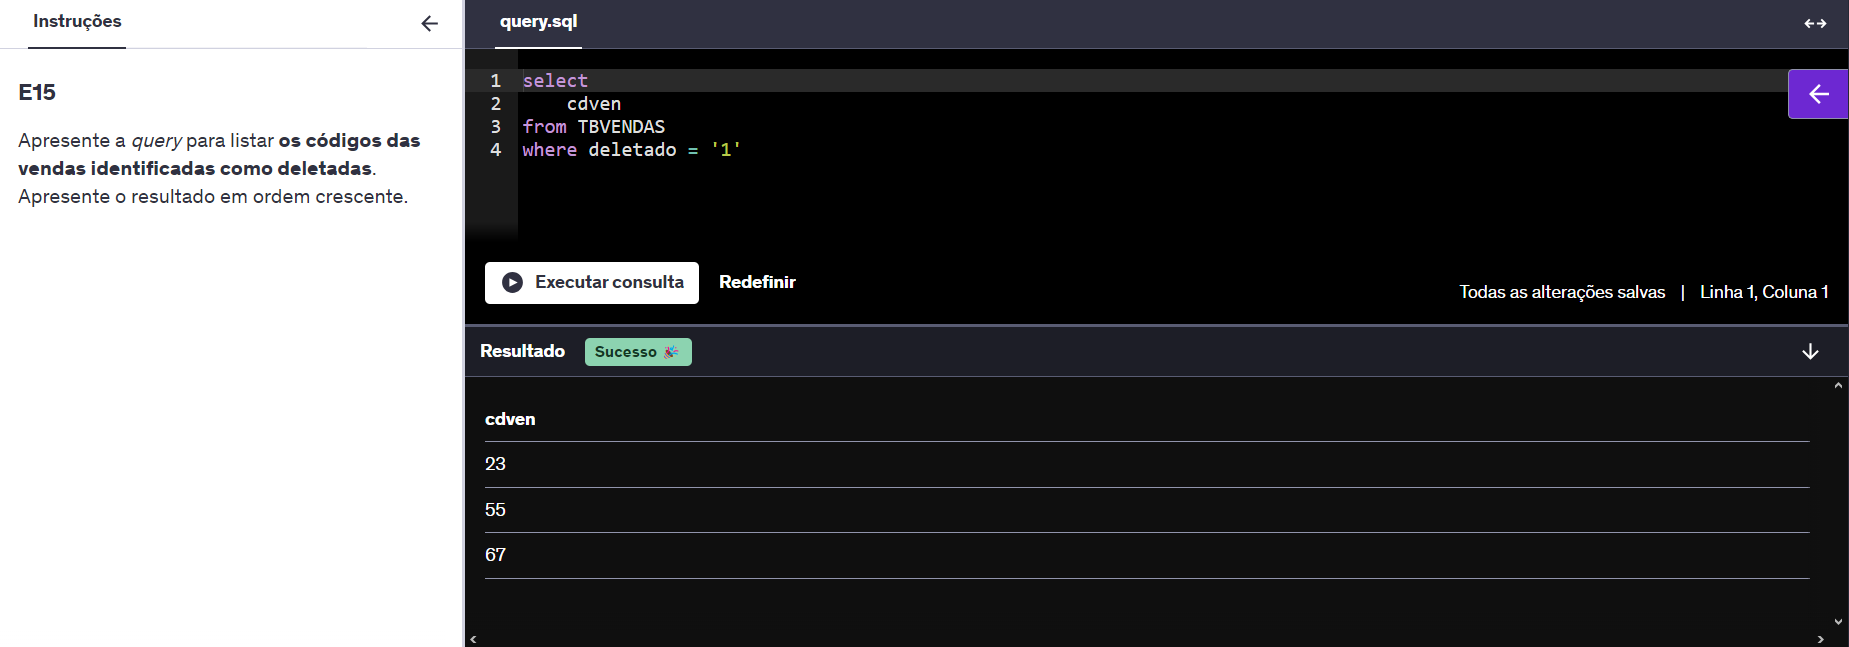 Instruções
E15
Apresente a query para listar os códigos das
vendas identificadas como deletadas.
Apresente o resultado em ordem crescente.
query.sql
1 select
2     cdven
3 from TBVENDAS
4 where deletado = '1'
Executar consulta
Redefinir
Todas as alterações salvas | Linha 1, Coluna 1
Resultado
Sucesso 🎉
cdven
23
55
67